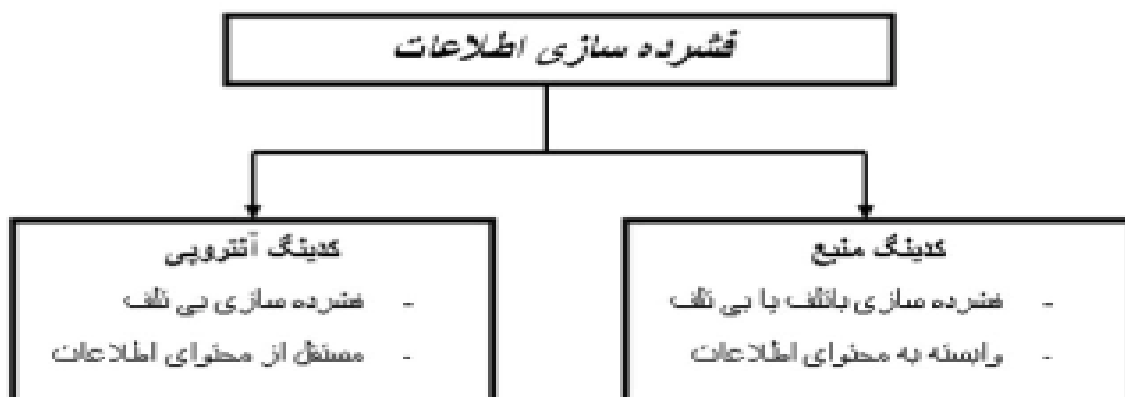 فشرده سازی اطلاعات
کدینگ منبع
- فشرده سازی باتلف یا بی تلف
- وابسته به محتوای اطلاعات
کدینگ آنتروپی
- فشرده سازی بی تلف
- مستقل از محتوای اطلاعات